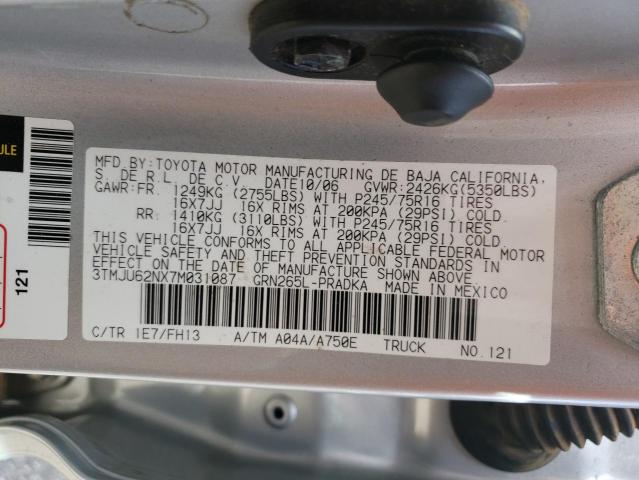 ULE
121
MFD.BY:TOYOTA MOTOR MANUFACTURING DE BAJA CALIFORNIA,
S. DE R.L. DE C.V. DATE10/06 GVWR:2426KG(5350LBS)
GAWR:FR. 1249KG (2755LBS) WITH P245/75R16 TIRES
16X7JJ 16X RIMS AT 200KPA (29PSI) COLD
RR: 1410KG (3110LBS) WITH P245/75R16 TIRES
16X7JJ 16X RIMS AT 200KPA (29PSI) COLD.
THIS VEHICLE CONFORMS TO ALL APPLICABLE FEDERAL MOTOR
VEHICLE SAFETY AND THEFT PREVENTION STANDARDS IN
EFFECT ON THE DATE OF MANUFACTURE SHOWN ABOVE.
3TMJU62NX7M031087 GRN265L-PRADKA MADE IN MEXICO
C/TR 1E7/FH13 A/TM A04A/A750E TRUCK NO.121